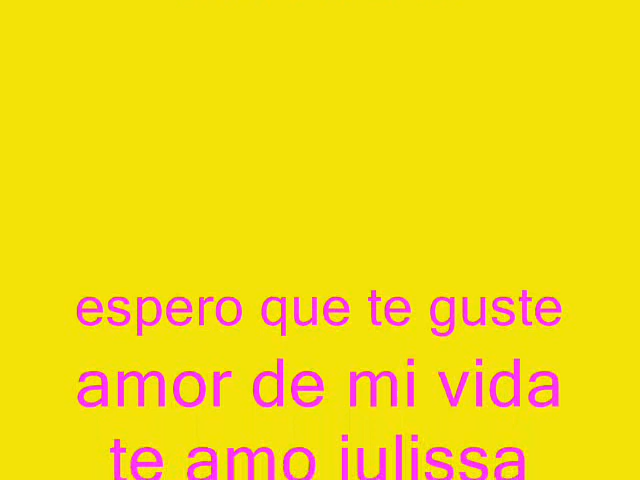 espero que te guste
amor de mi vida
te amo julissa